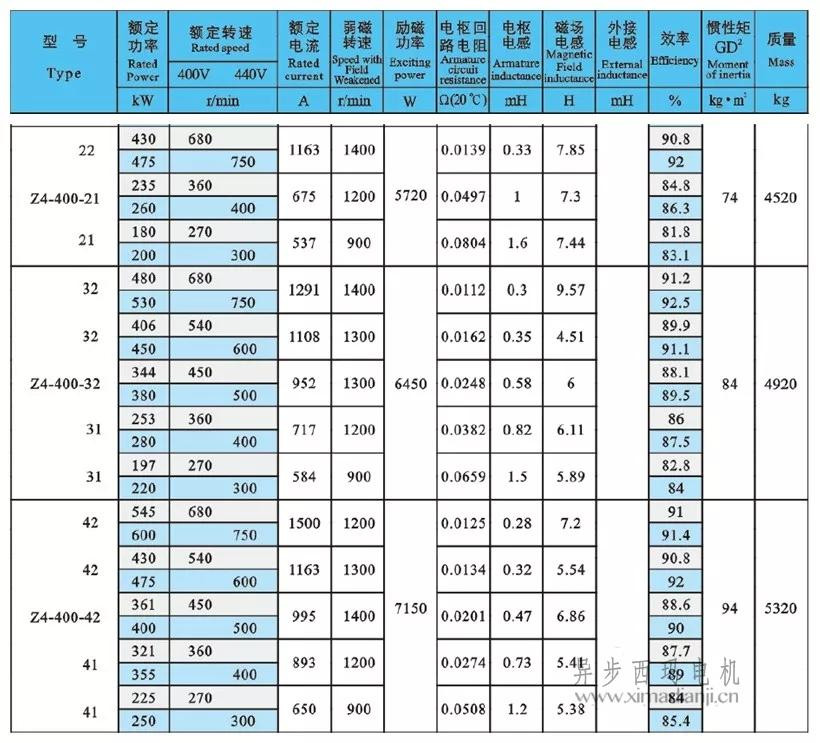 型 号 额定 额定转速 额定 弱磁 励磁 电枢回 电枢 磁场 外接 效率 惯性矩 质量
功率 Rated speed 电流 转速 功率 路电阻 电感 电感 电感 GD²
Type Rated Power 400V 440V Rated current Speed with Field Weakened Exciting power Armature circuit resistance Armature inductance Magnetic Field inductance External inductance Efficiency Moment of inertia Mass
kW r/min A r/min W Ω(20℃) mH H mH % kg·m² kg
22 430 680 1163 1400 0.0139 0.33 7.85 90.8
475 750 92
Z4-400-21 235 360 675 1200 5720 0.0497 1 7.3 84.8 74 4520
260 400 86.3
21 180 270 537 900 0.0804 1.6 7.44 81.8
200 300 83.1
32 480 680 1291 1400 0.0112 0.3 9.57 91.2
530 750 92.5
32 406 540 1108 1300 0.0162 0.35 4.51 89.9
450 600 91.1
Z4-400-32 344 450 952 1300 6450 0.0248 0.58 6 88.1 84 4920
380 500 89.5
31 253 360 717 1200 0.0382 0.82 6.11 86
280 400 87.5
31 197 270 584 900 0.0659 1.5 5.89 82.8
220 300 84
42 545 680 1500 1200 0.0125 0.28 7.2 91
600 750 91.4
42 430 540 1163 1300 0.0134 0.32 5.54 90.8
475 600 92
Z4-400-42 361 450 995 1400 7150 0.0201 0.47 6.86 88.6 94 5320
400 500 90
41 321 360 893 1200 0.0274 0.73 5.41 87.7
355 400 89
异步西玛电机
41 225 270 650 900 0.0508 1.2 5.38 84
www.ximadianji.cn
250 300 85.4